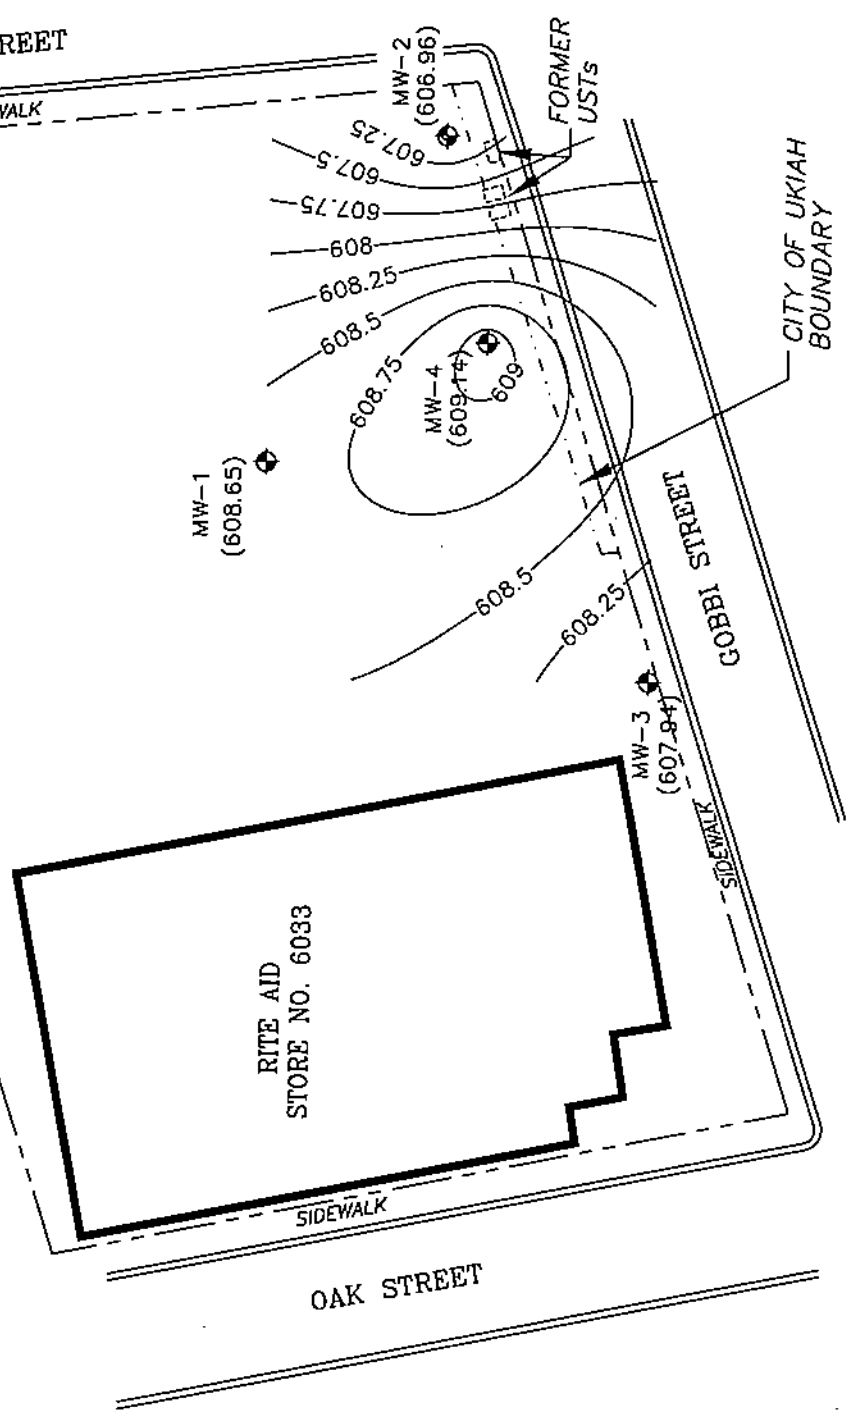 REET
WALK
MW-2
(606.96)
FORMER
USTs
607.25
607.5
607.75
608
608.25
608.5
608.75
609
MW-4
(609.14)
CITY OF UKIAH
BOUNDARY
MW-1
(608.65)
GOBBI STREET
608.5
608.25
MW-3
(607.94)
SIDEWALK
RITE AID
STORE NO. 6033
SIDEWALK
OAK STREET